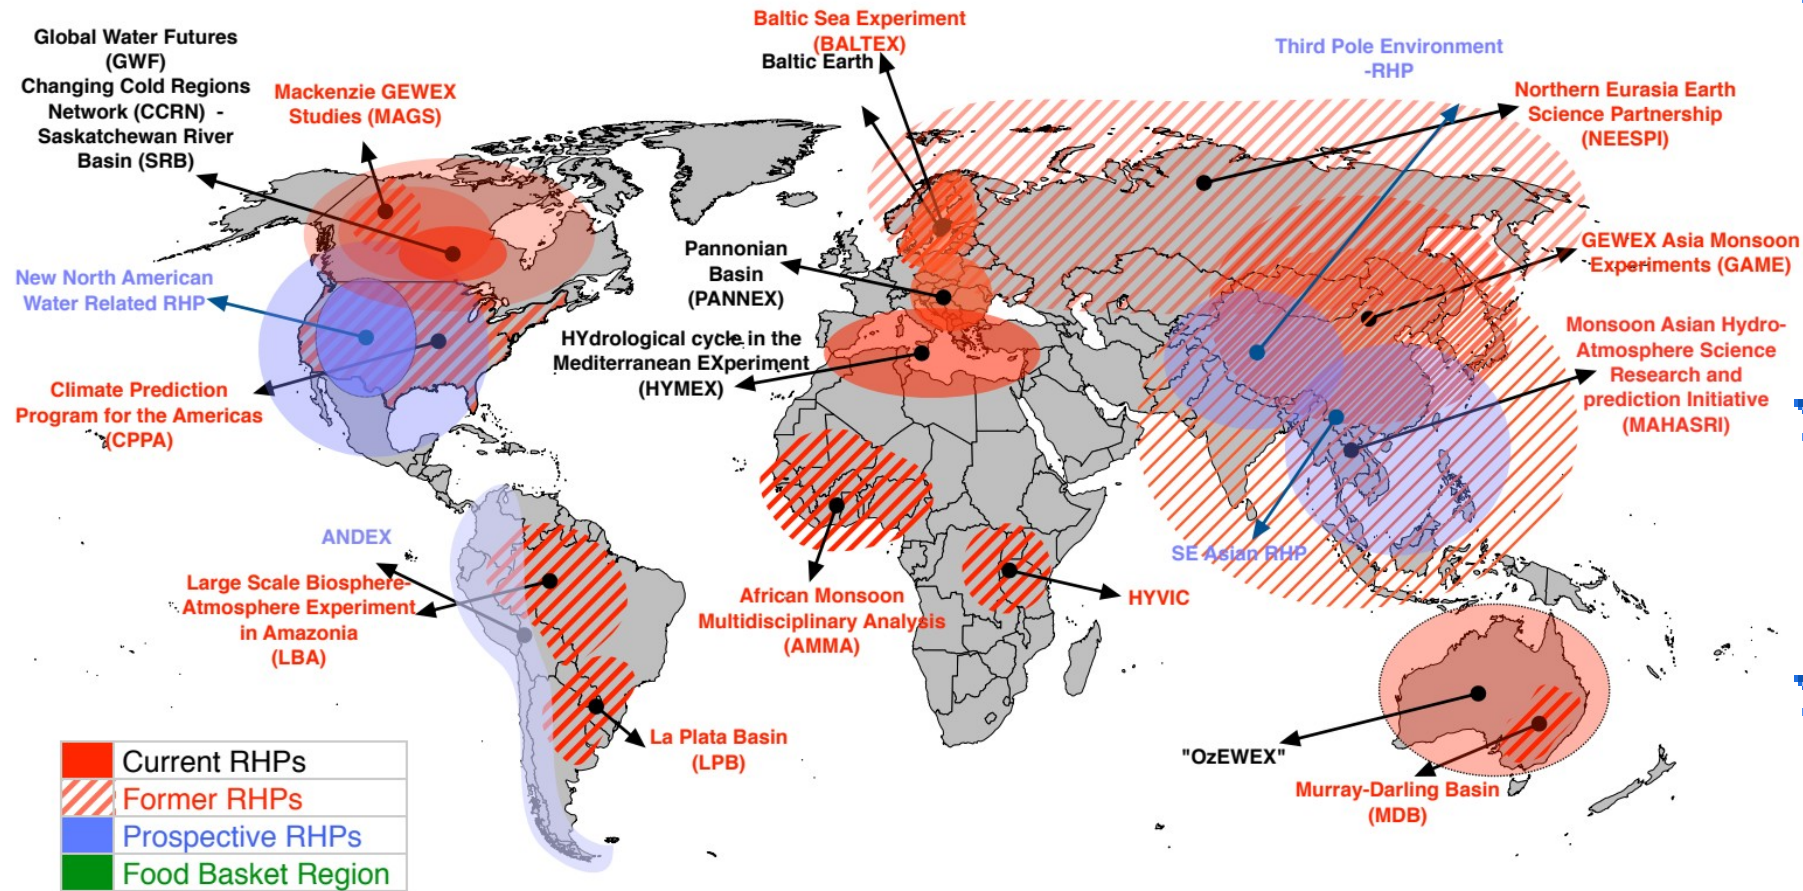 Global Water Futures
(GWF)
Changing Cold Regions
Network (CCRN)  -
Saskatchewan River
Basin (SRB)
Mackenzie GEWEX
Studies (MAGS)
Baltic Sea Experiment
(BALTEX)
Baltic Earth
Third Pole Environment
-RHP
Northern Eurasia Earth
Science Partnership
(NEESPI)
New North American
Water Related RHP
Pannonian
Basin
(PANNEX)
GEWEX Asia Monsoon
Experiments (GAME)
HYdrological cycle in the
Mediterranean EXperiment
(HYMEX)
Monsoon Asian Hydro-
Atmosphere Science
Research and
prediction Initiative
(MAHASRI)
Climate Prediction
Program for the Americas
(CPPA)
ANDEX
SE Asian RHP
Large Scale Biosphere-
Atmosphere Experiment
in Amazonia
(LBA)
African Monsoon
Multidisciplinary Analysis
(AMMA)
HYVIC
La Plata Basin
(LPB)
"OzEWEX"
Murray-Darling Basin
(MDB)
Current RHPs
Former RHPs
Prospective RHPs
Food Basket Region